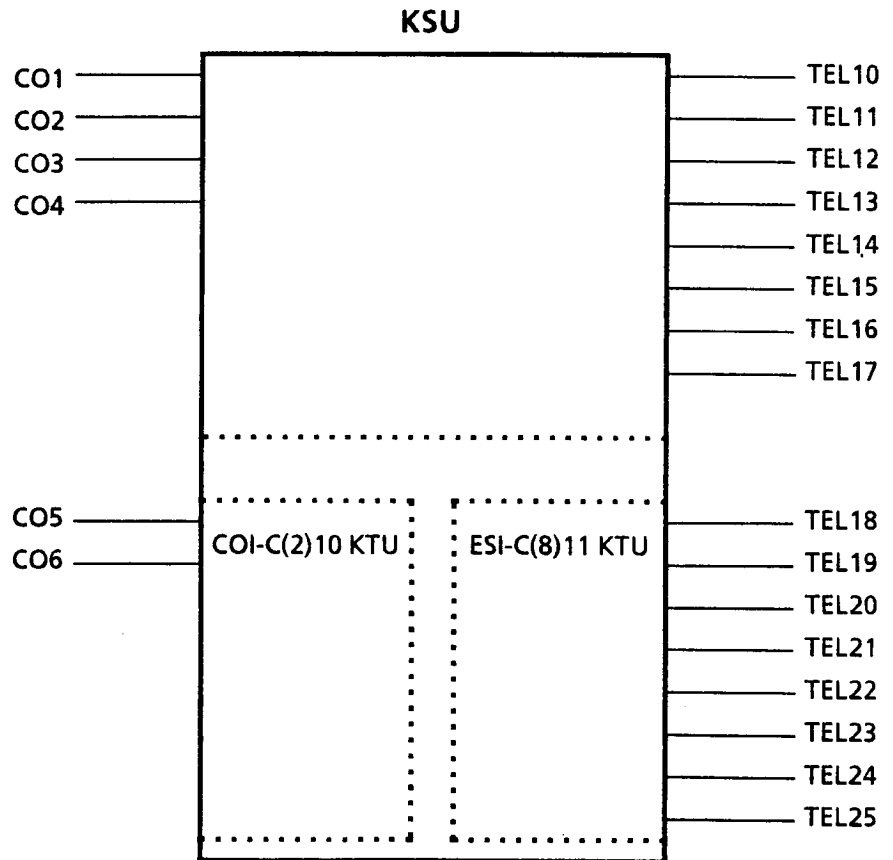 KSU
CO1
CO2
CO3
CO4
TEL10
TEL11
TEL12
TEL13
TEL14
TEL15
TEL16
TEL17
CO5
CO6
COI-C(2)10 KTU
ESI-C(8)11 KTU
TEL18
TEL19
TEL20
TEL21
TEL22
TEL23
TEL24
TEL25